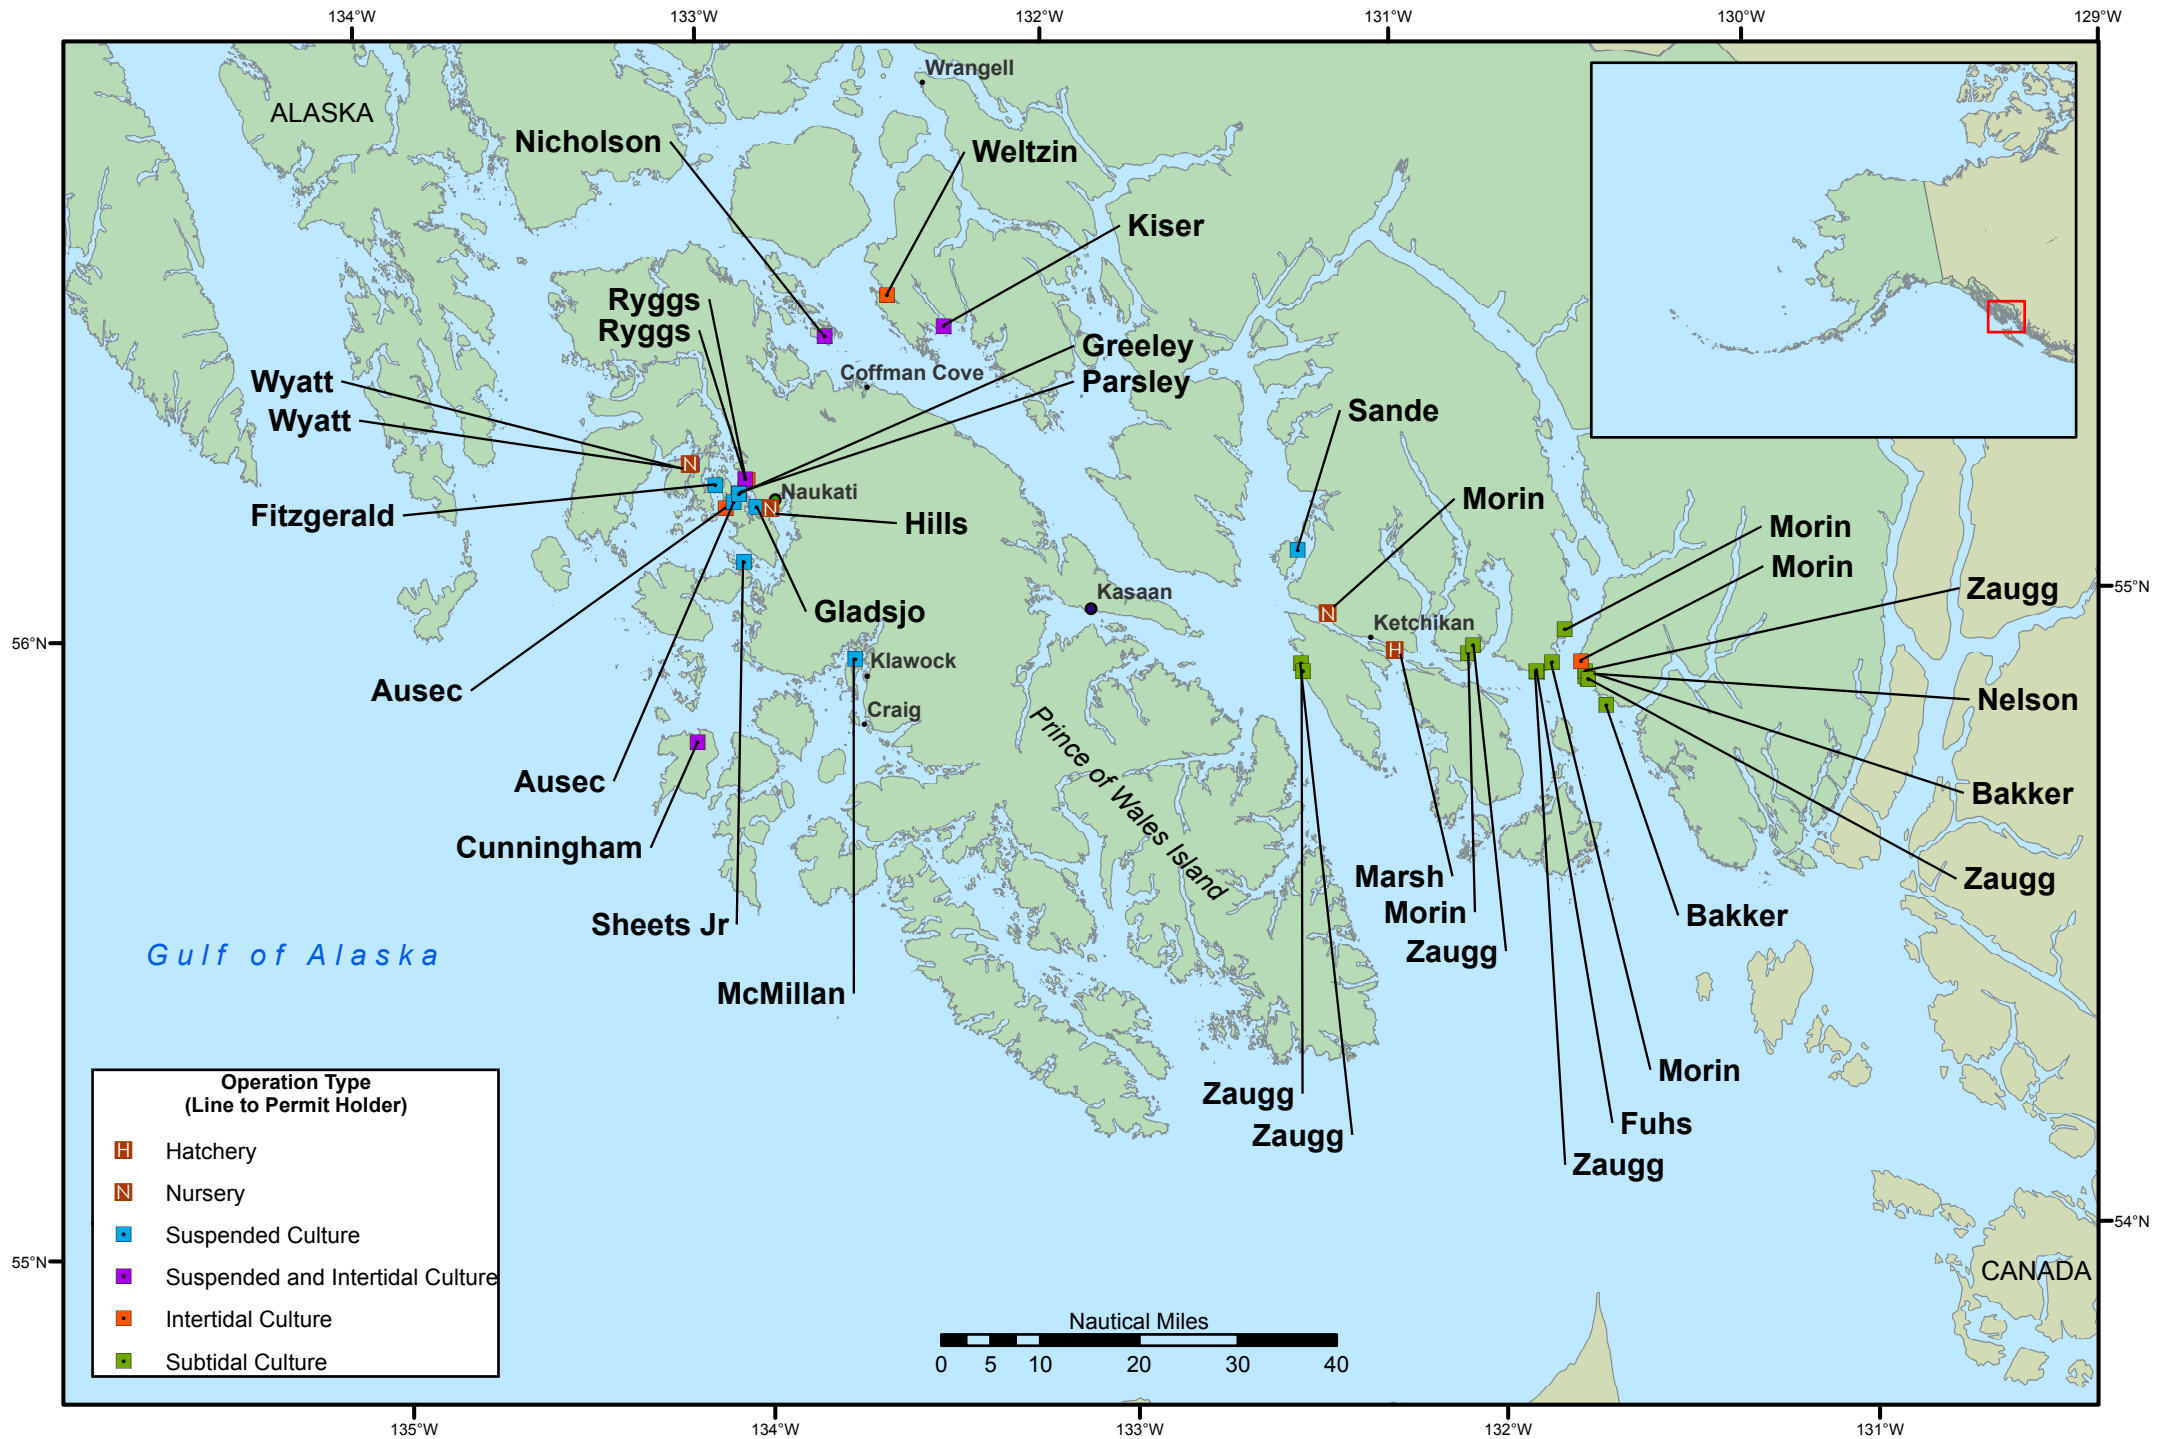 134°W
133°W
132°W
131°W
130°W
129°W
Wrangell
ALASKA
Nicholson
Weltzin
Kiser
Ryggs
Ryggs
Greeley
Coffman Cove
Parsley
Wyatt
Wyatt
Sande
Naukati
Morin
Fitzgerald
Hills
Morin
Morin
Zaugg
55°N
Kasaan
Gladsjo
Ketchikan
56°N
Klawock
Ausec
Nelson
Craig
Prince of Wales Island
Ausec
Bakker
Cunningham
Marsh
Zaugg
Morin
Bakker
Sheets Jr
Zaugg
Gulf of Alaska
McMillan
Morin
Zaugg
Fuhs
Zaugg
Zaugg
N
N
N
H
Operation Type
(Line to Permit Holder)
H Hatchery
N Nursery
Suspended Culture
Suspended and Intertidal Culture
Intertidal Culture
Subtidal Culture
54°N
55°N
CANADA
Nautical Miles
0 5 10 20 30 40
135°W
134°W
133°W
132°W
131°W